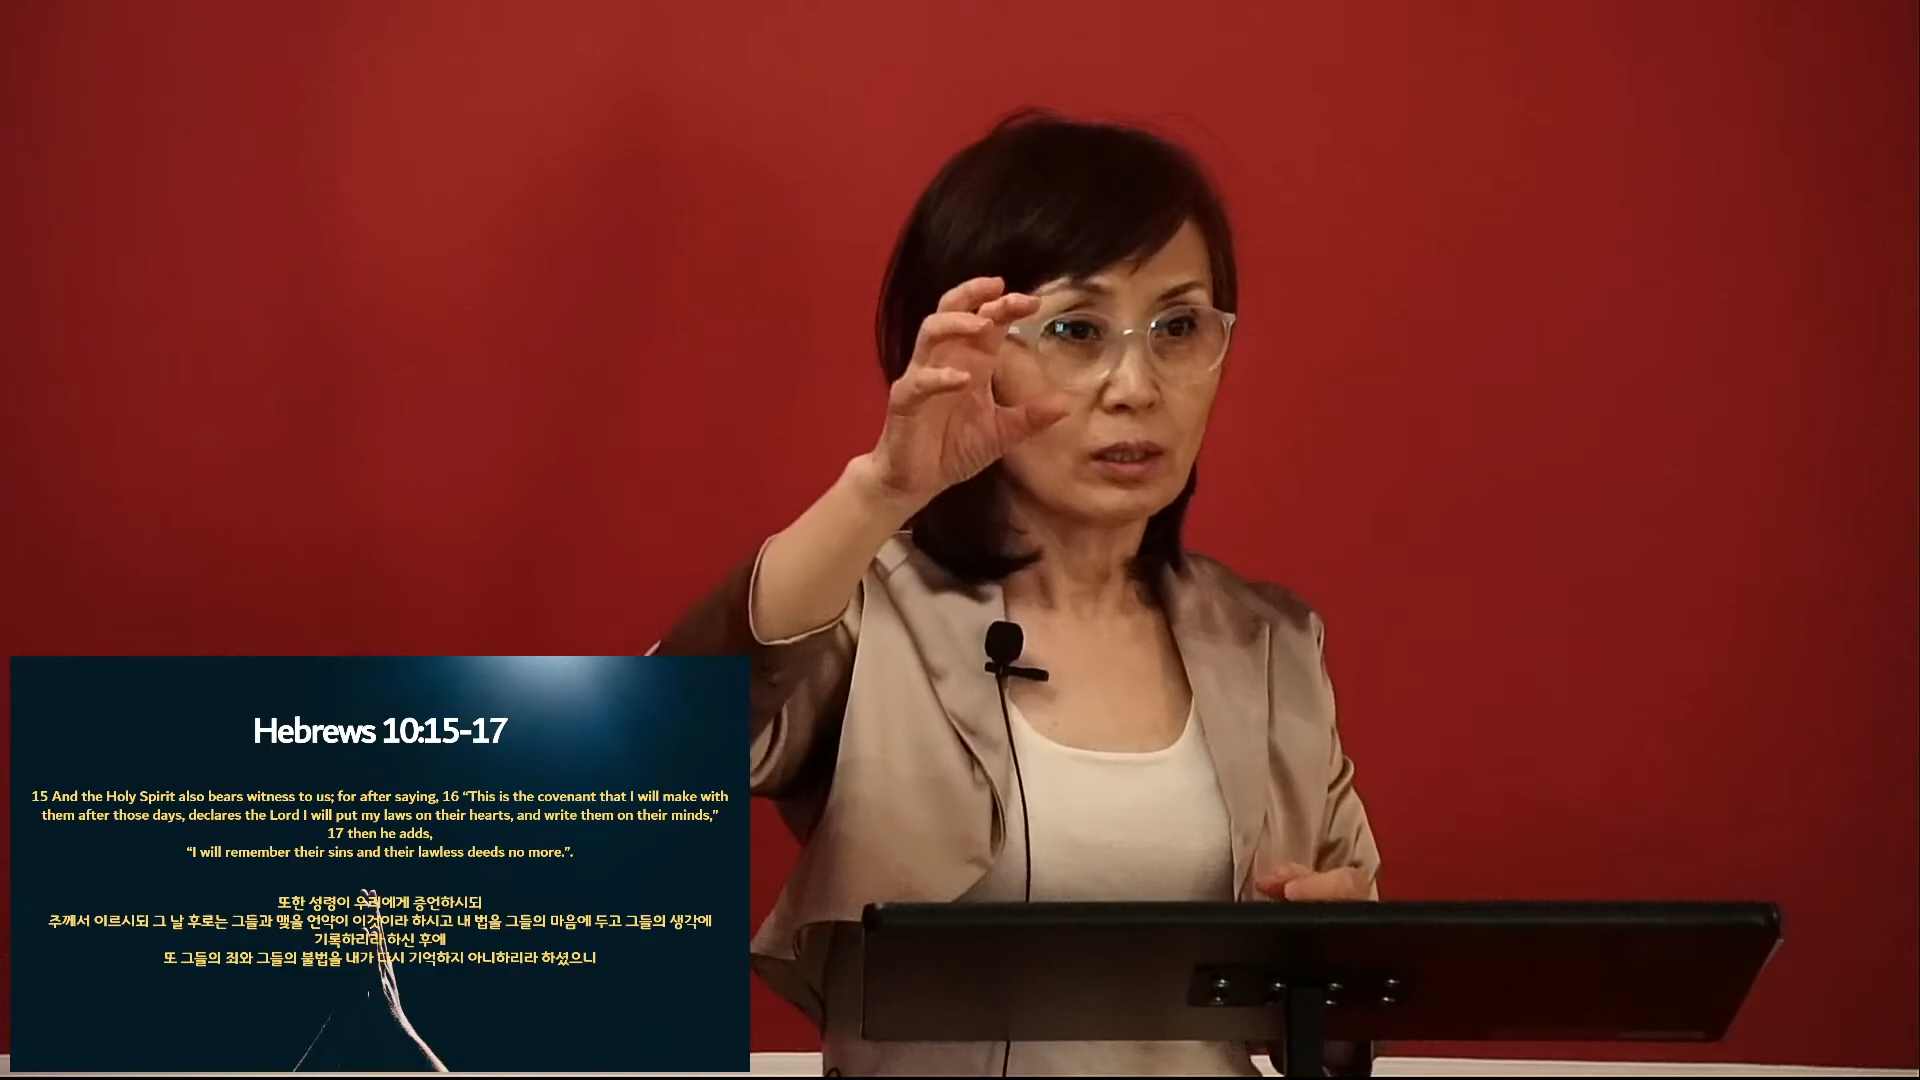 Hebrews 10:15-17
15 And the Holy Spirit also bears witness to us; for after saying, 16 “This is the covenant that I will make with
them after those days, declares the Lord I will put my laws on their hearts, and write them on their minds,”
17 then he adds,
“I will remember their sins and their lawless deeds no more.”.
또한 성령이 우리에게 증언하시되
주께서 이르시되 그 날 후로는 그들과 맺을 언약이 이것이라 하시고 내 법을 그들의 마음에 두고 그들의 생각에
기록하리라 하신 후에
또 그들의 죄와 그들의 불법을 내가 다시 기억하지 아니하리라 하셨으니